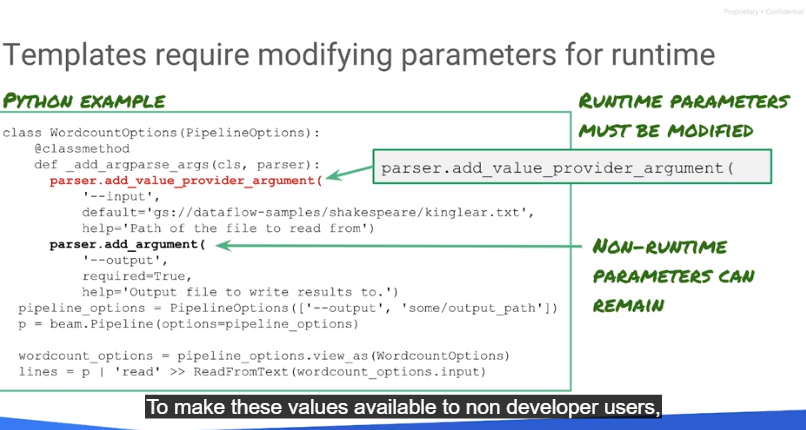 Proprietary + Confidential
Templates require modifying parameters for runtime
PYTHON EXAMPLE
class WordcountOptions(PipelineOptions):
@classmethod
def _add_argparse_args(cls, parser):
parser.add_value_provider_argument(
'--input',
default='gs://dataflow-samples/shakespeare/kinglear.txt',
help='Path of the file to read from')
parser.add_argument(
'--output',
required=True,
help='Output file to write results to.')
pipeline_options = PipelineOptions(['--output', 'some/output_path'])
p = beam.Pipeline(options=pipeline_options)
wordcount_options = pipeline_options.view_as(WordcountOptions)
lines = p | 'read' >> ReadFromText(wordcount_options.input)
RUNTIME PARAMETERS
MUST BE MODIFIED
parser.add_value_provider_argument(
NON-RUNTIME
PARAMETERS CAN
REMAIN
To make these values available to non developer users,